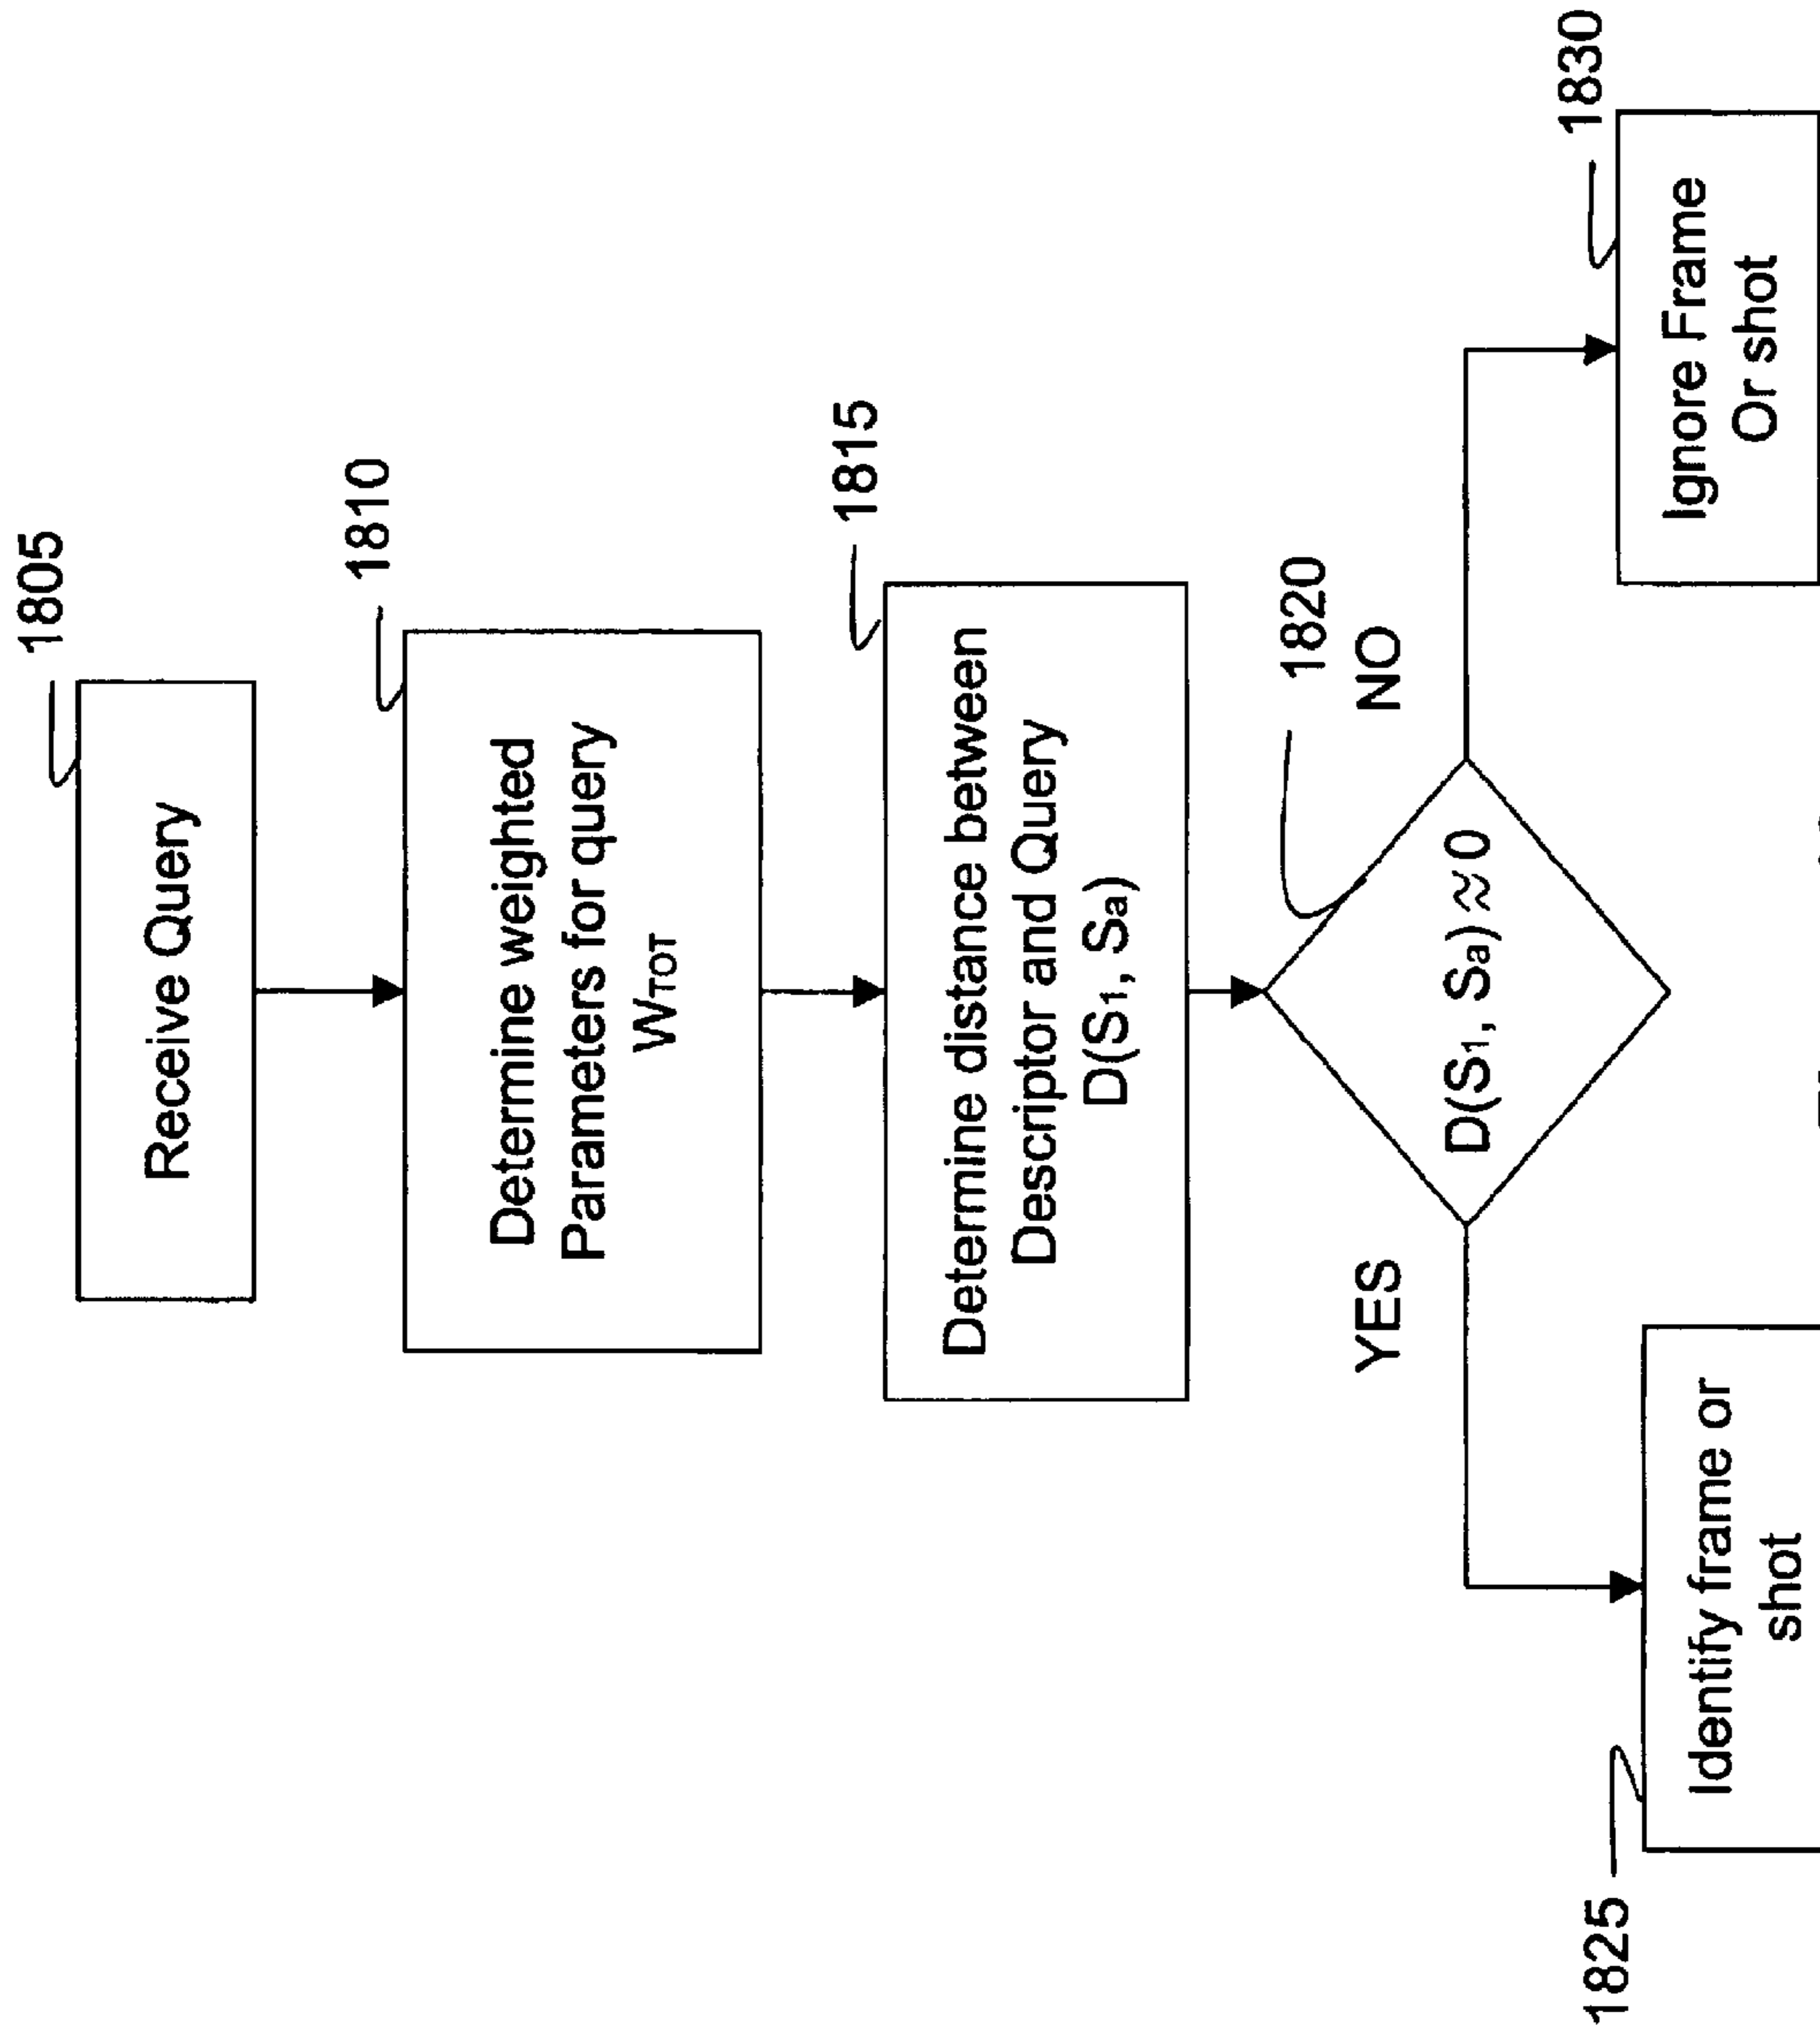 1805
Receive Query
1810
Determine weighted
Parameters for query
WTOT
1815
Determine distance between
Descriptor and Query
D(S1, Sa)
1820
YES
NO
D(S1, Sa) ≈ 0
1825
Identify frame or
shot
1830
Ignore Frame
Or shot